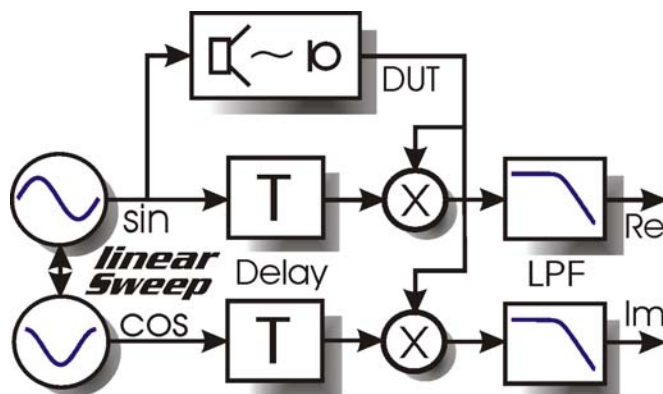 DUT
sin
T
X
Re
linear
Sweep
Delay
LPF
cos
T
X
Im